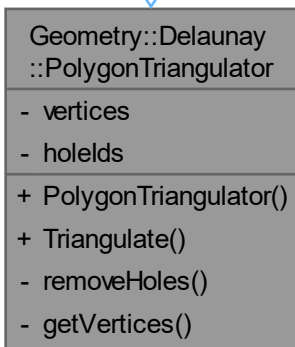 Geometry::Delaunay
::PolygonTriangulator
- vertices
- holeIds
+ PolygonTriangulator()
+ Triangulate()
- removeHoles()
- getVertices()